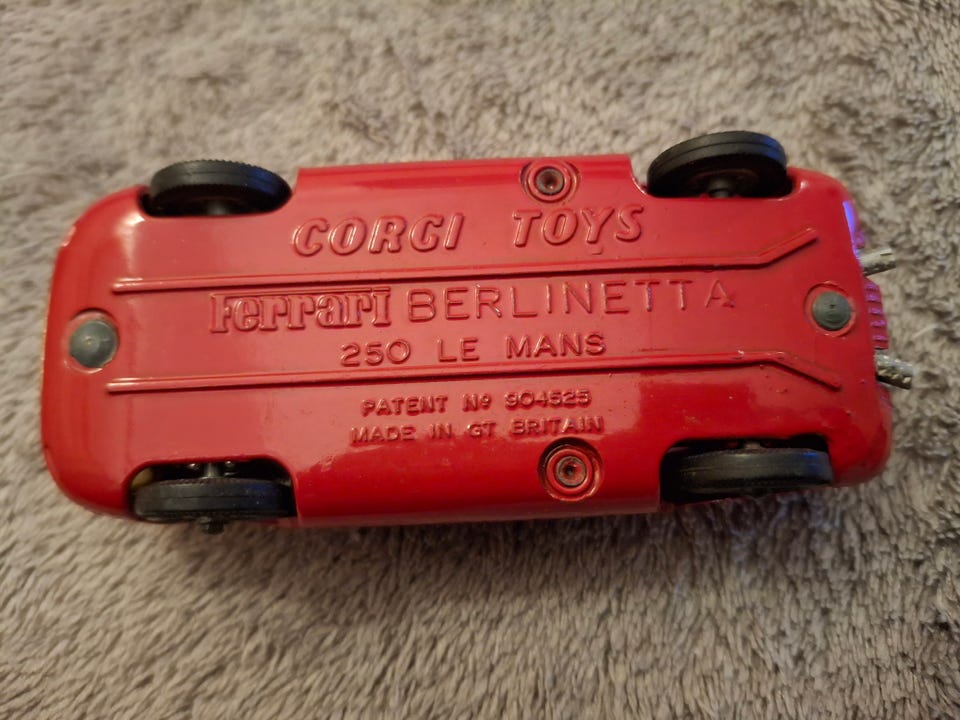 CORGI TOYS
Ferrari BERLINETTA
250 LE MANS
PATENT Nº 904525
MADE IN GT BRITAIN